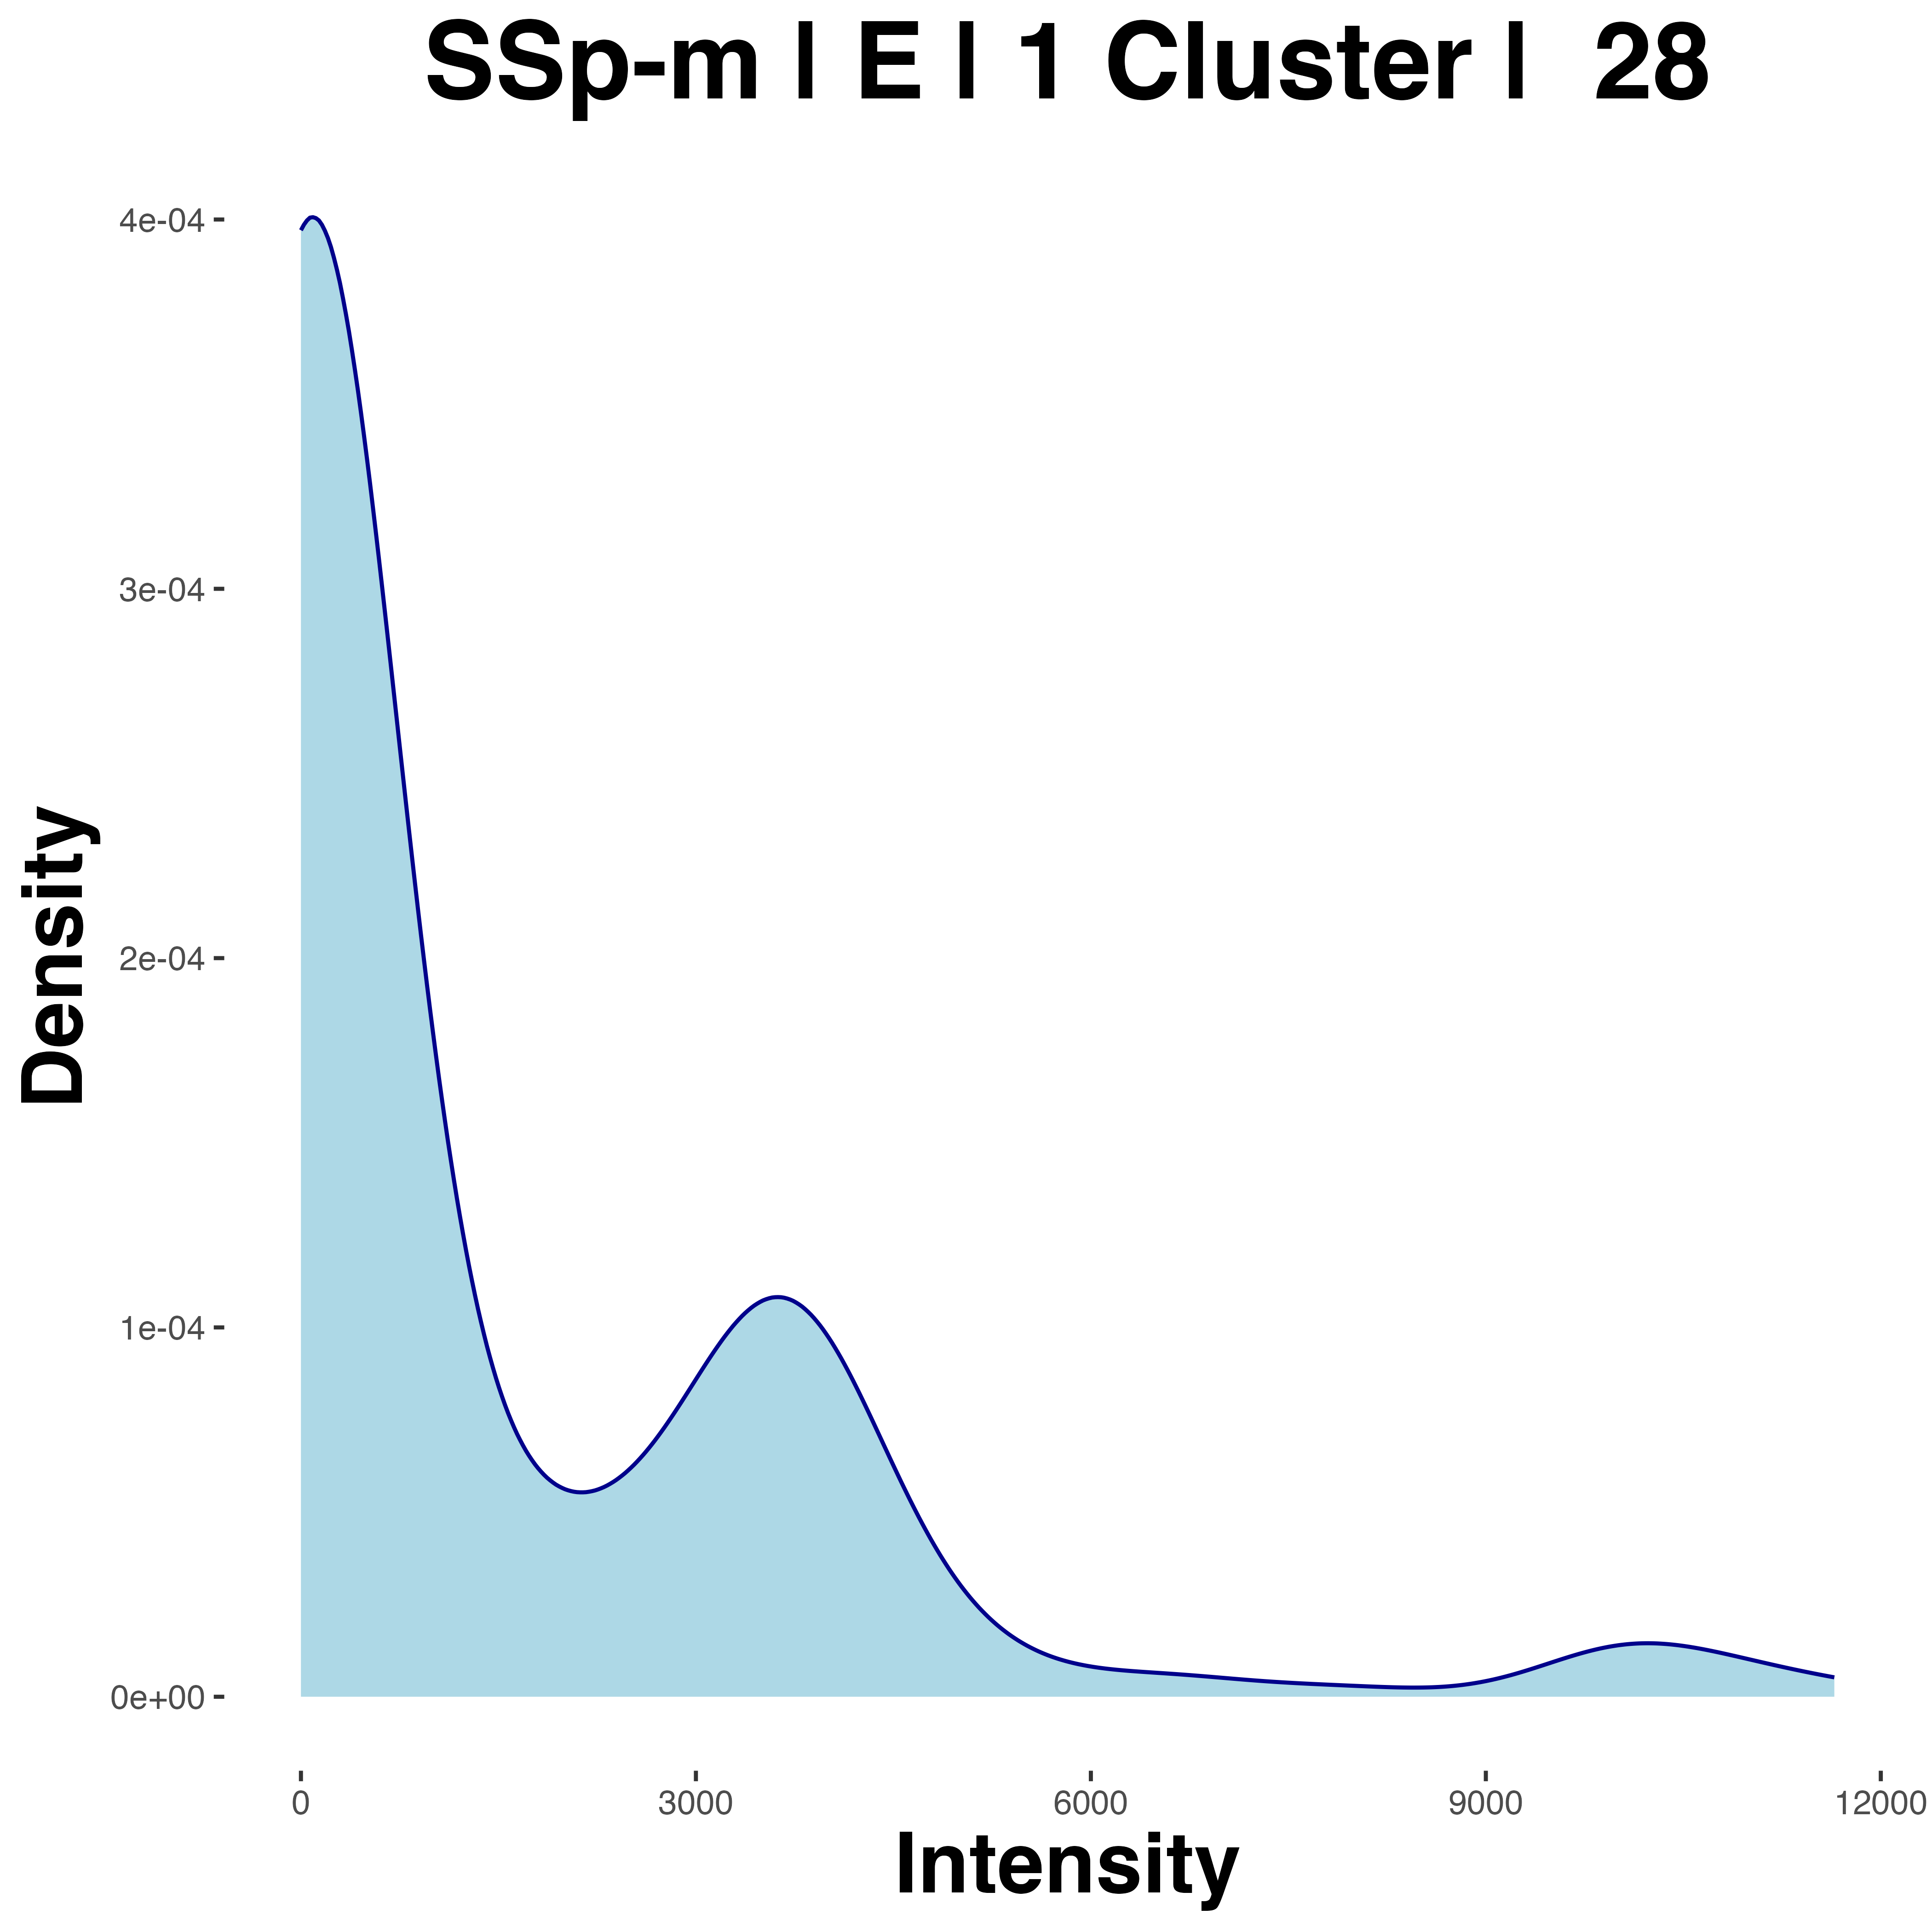 SSp-m | E | 1 Cluster |  28
Density
4e-04
3e-04
2e-04
1e-04
0e+00
0
3000
6000
9000
12000
Intensity